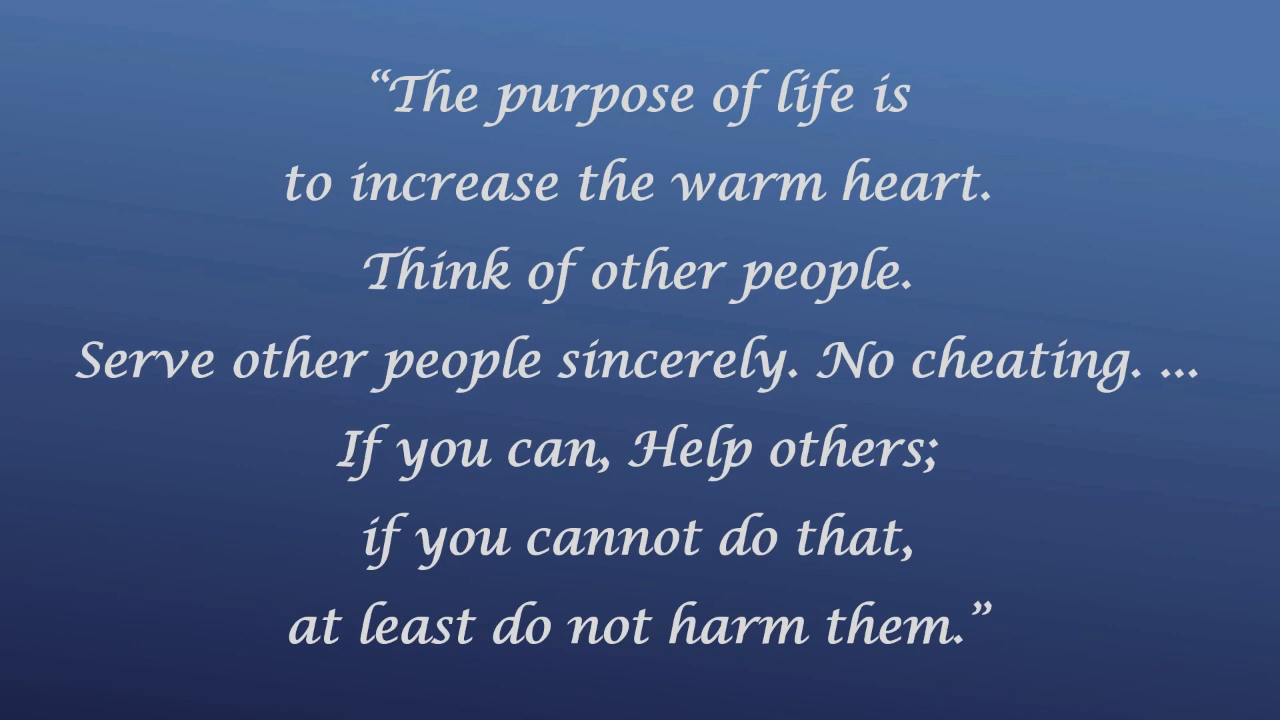 “The purpose of life is
to increase the warm heart.
Think of other people.
Serve other people sincerely. No cheating. ...
If you can, Help others;
if you cannot do that,
at least do not harm them.”